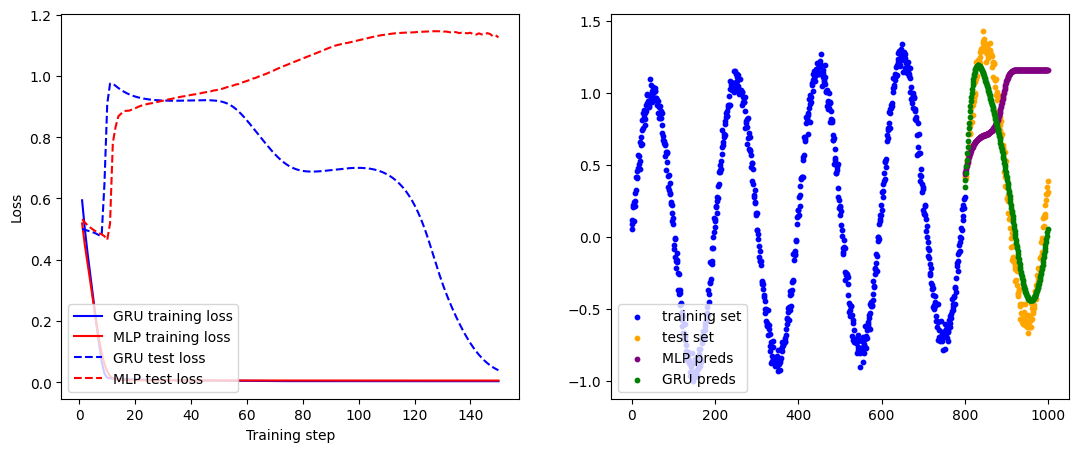 1.2
1.0
0.8
0.6
0.4
0.2
0.0
Loss
0 20 40 60 80 100 120 140
Training step
GRU training loss
MLP training loss
GRU test loss
MLP test loss
1.5
1.0
0.5
0.0
−0.5
−1.0
0 200 400 600 800 1000
training set
test set
MLP preds
GRU preds